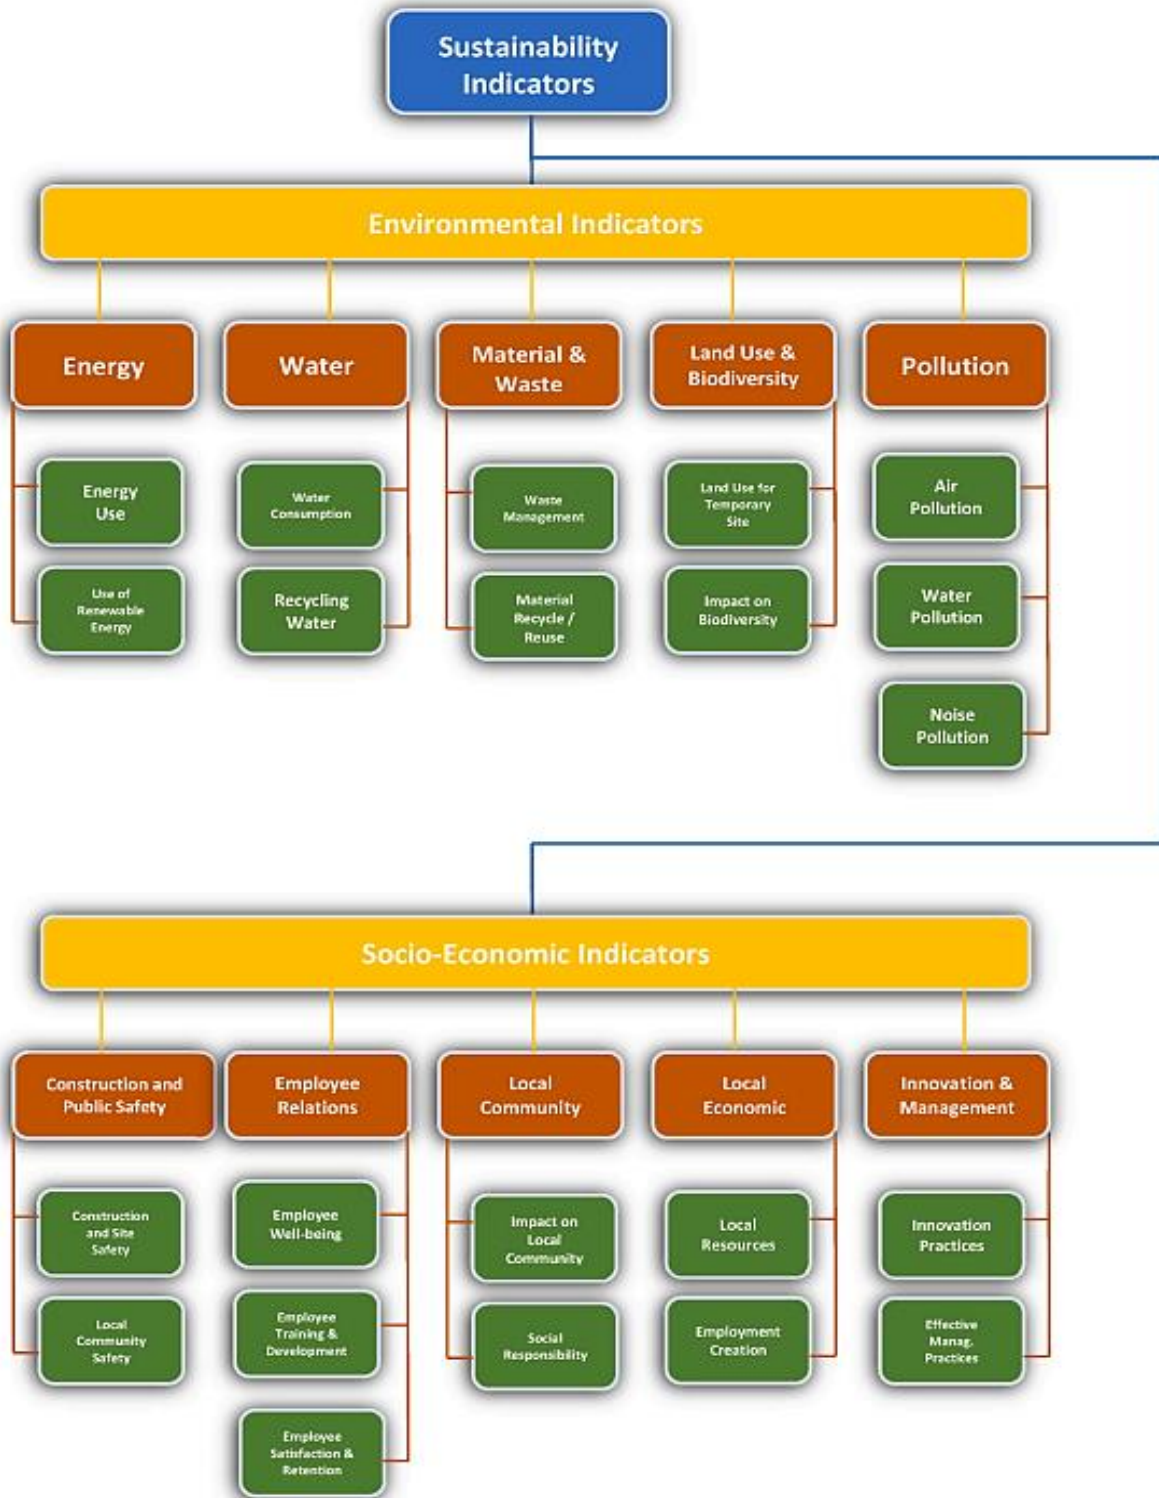 Sustainability
Indicators
Environmental Indicators
Energy
Water
Material &
Waste
Land Use &
Biodiversity
Pollution
Energy
Use
Use of
Renewable
Energy
Water
Consumption
Recycling
Water
Waste
Management
Material
Recycle /
Reuse
Land Use for
Temporary
Site
Impact on
Biodiversity
Air
Pollution
Water
Pollution
Noise
Pollution
Socio-Economic Indicators
Construction and
Public Safety
Employee
Relations
Local
Community
Local
Economic
Innovation &
Management
Construction
and Site
Safety
Local
Community
Safety
Employee
Well-being
Employee
Training &
Development
Employee
Satisfaction &
Retention
Impact on
Local
Community
Social
Responsibility
Local
Resources
Employment
Creation
Innovation
Practices
Effective
Manag.
Practices